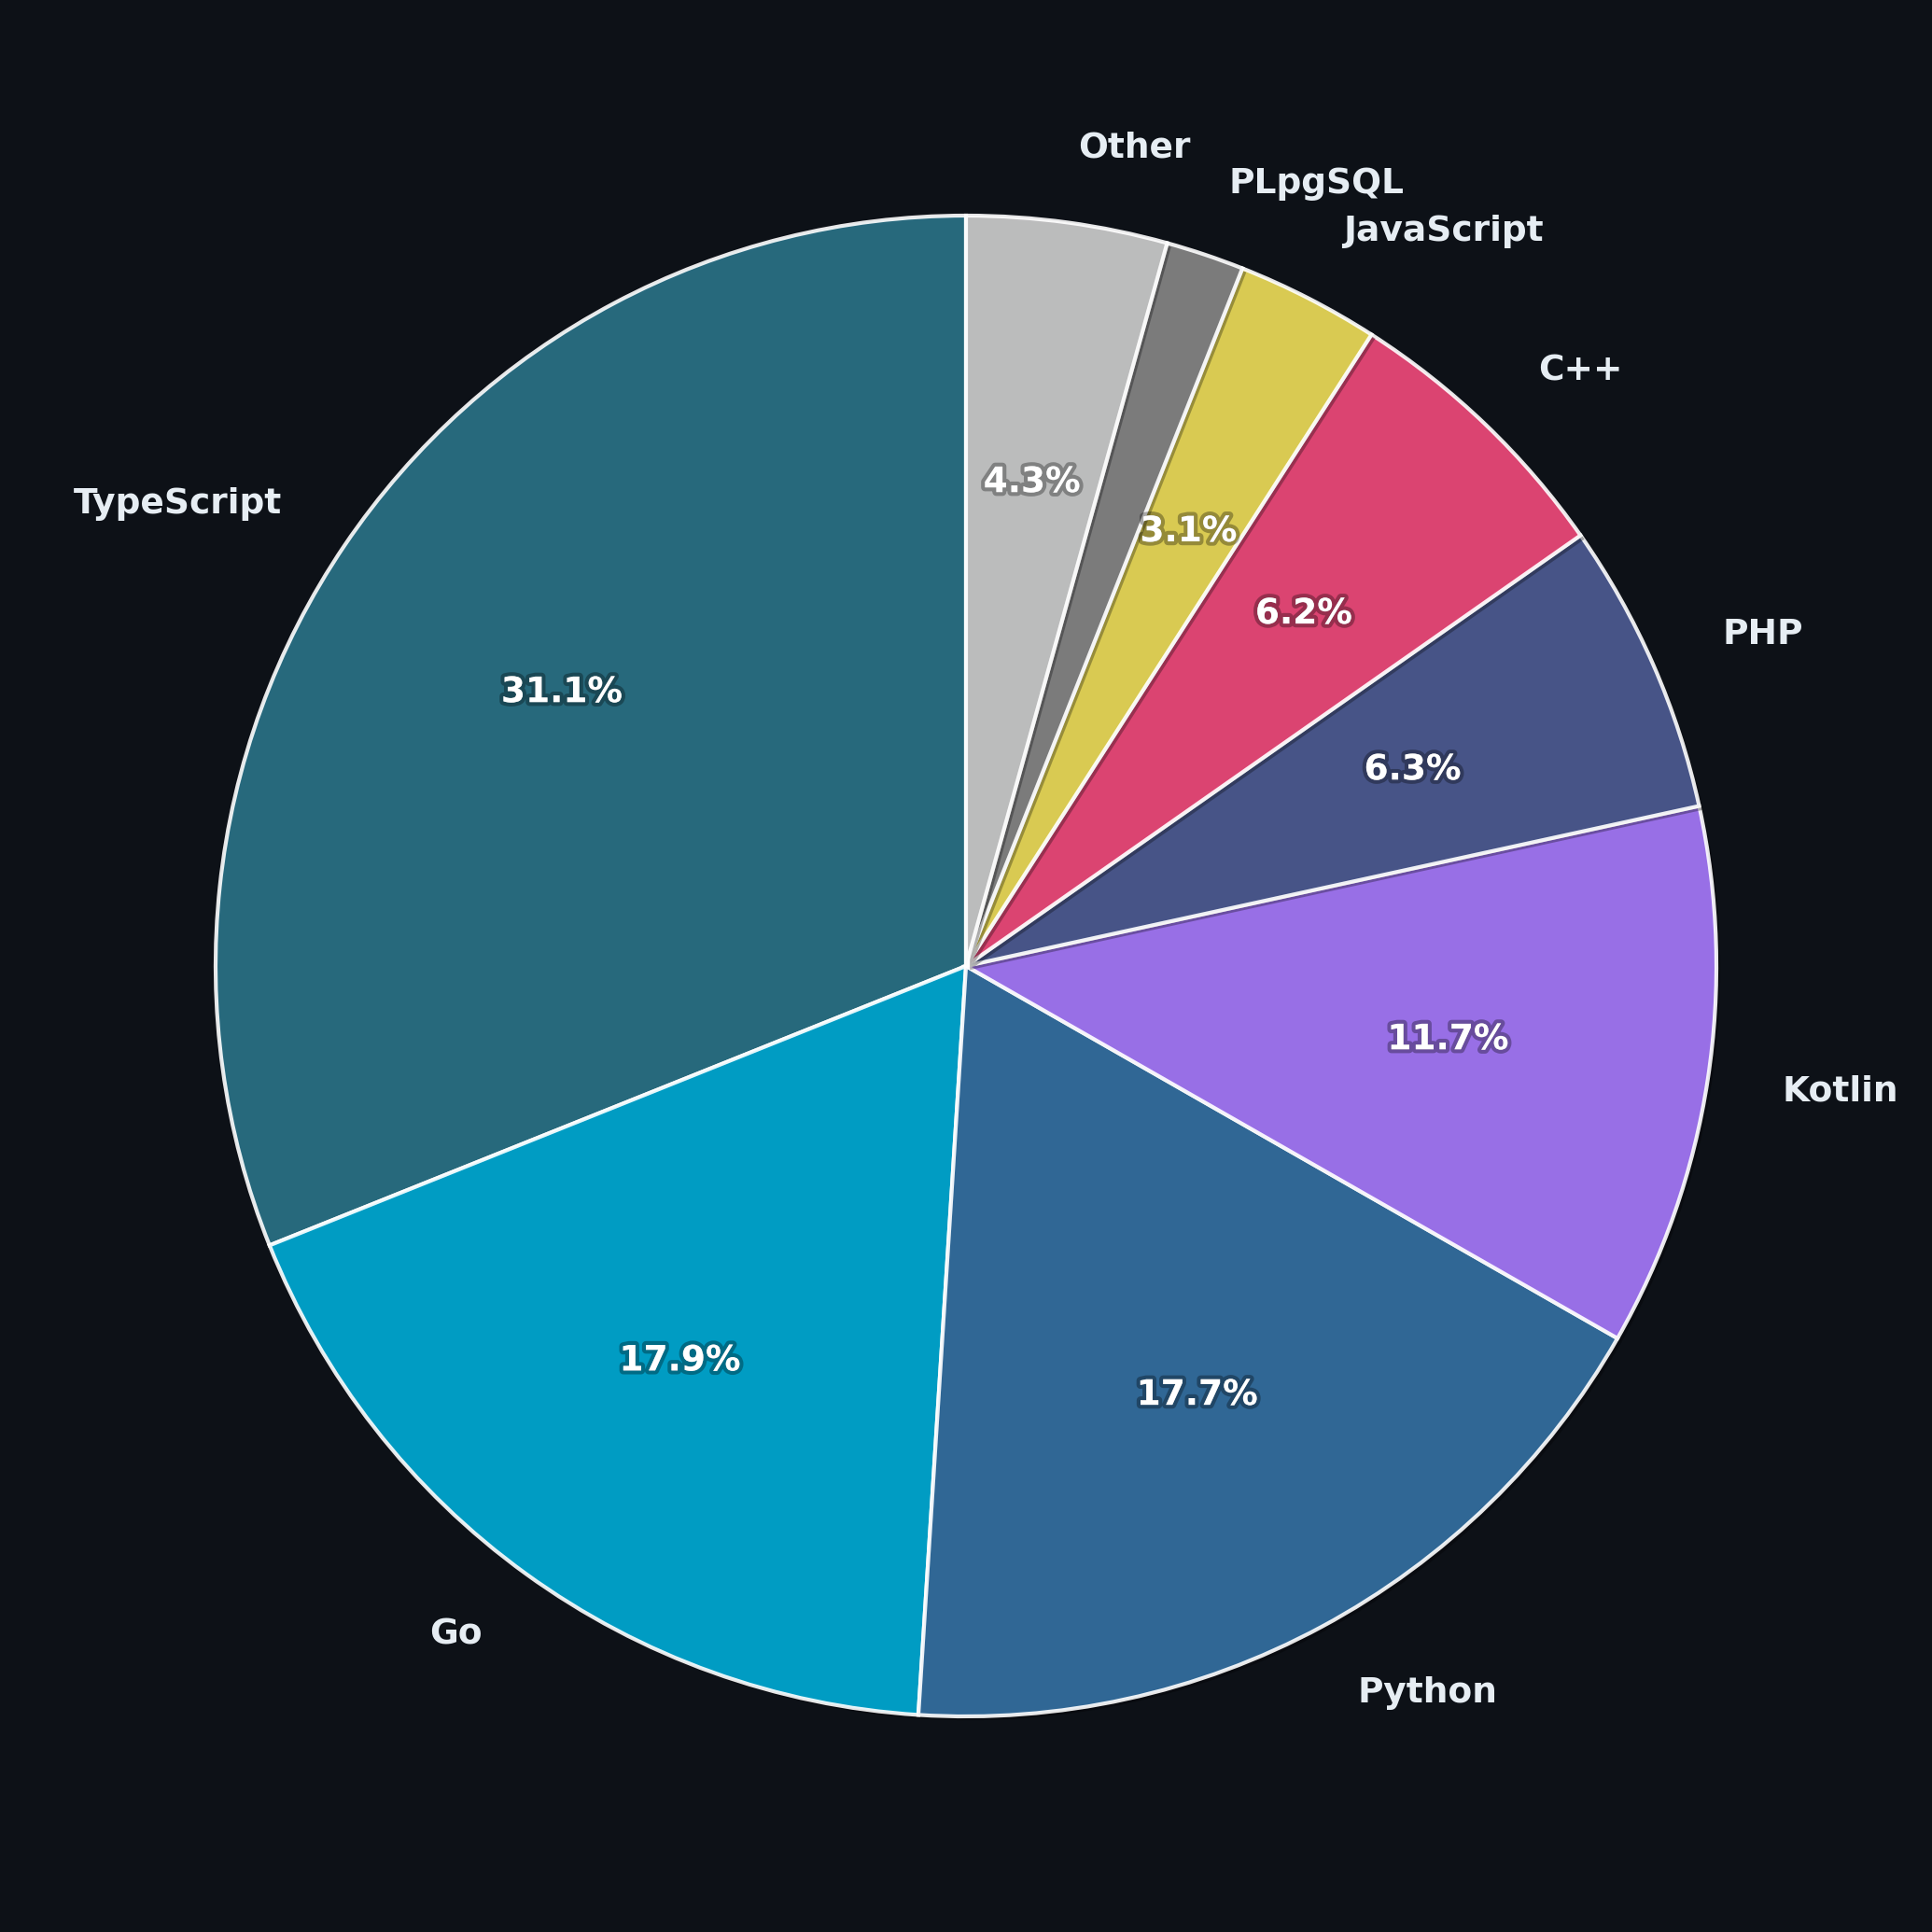 Other
PLpgSQL
JavaScript
C++
4.3%
TypeScript
3.1%
6.2%
PHP
31.1%
6.3%
11.7%
Kotlin
17.9%
17.7%
Go
Python